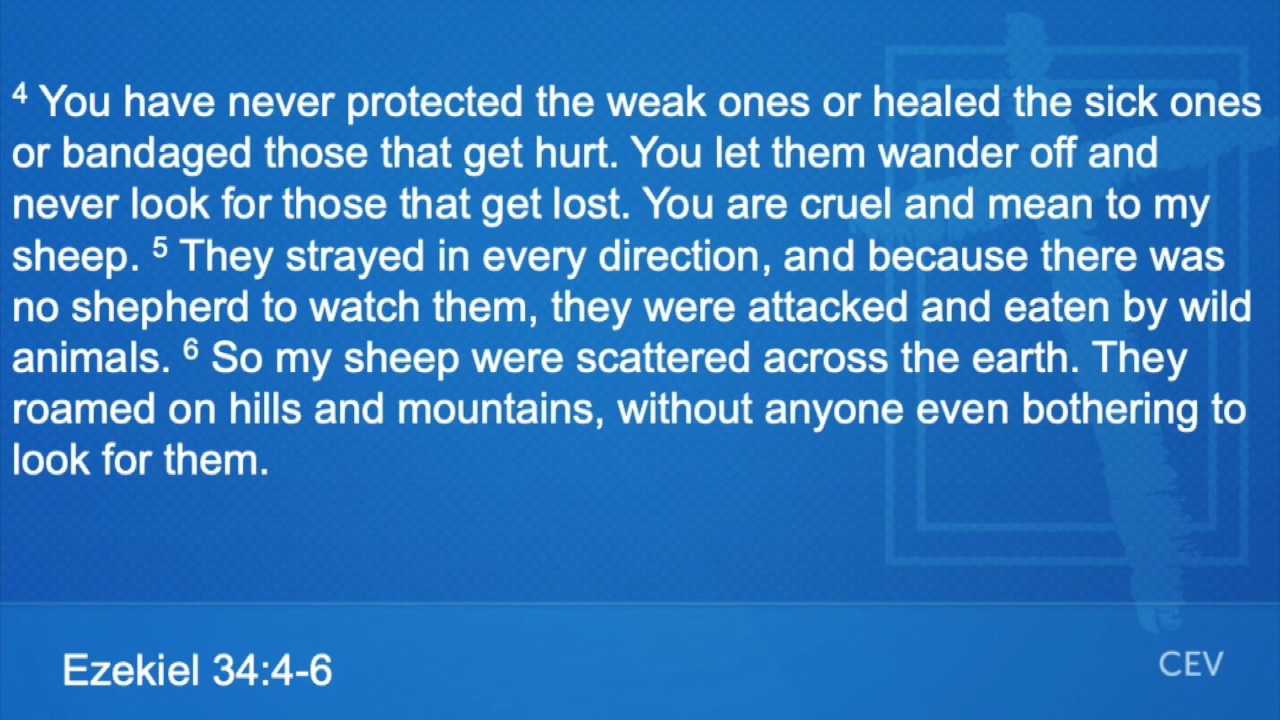 ⁴ You have never protected the weak ones or healed the sick ones
or bandaged those that get hurt. You let them wander off and
never look for those that get lost. You are cruel and mean to my
sheep. ⁵ They strayed in every direction, and because there was
no shepherd to watch them, they were attacked and eaten by wild
animals. ⁶ So my sheep were scattered across the earth. They
roamed on hills and mountains, without anyone even bothering to
look for them.
Ezekiel 34:4-6
CEV